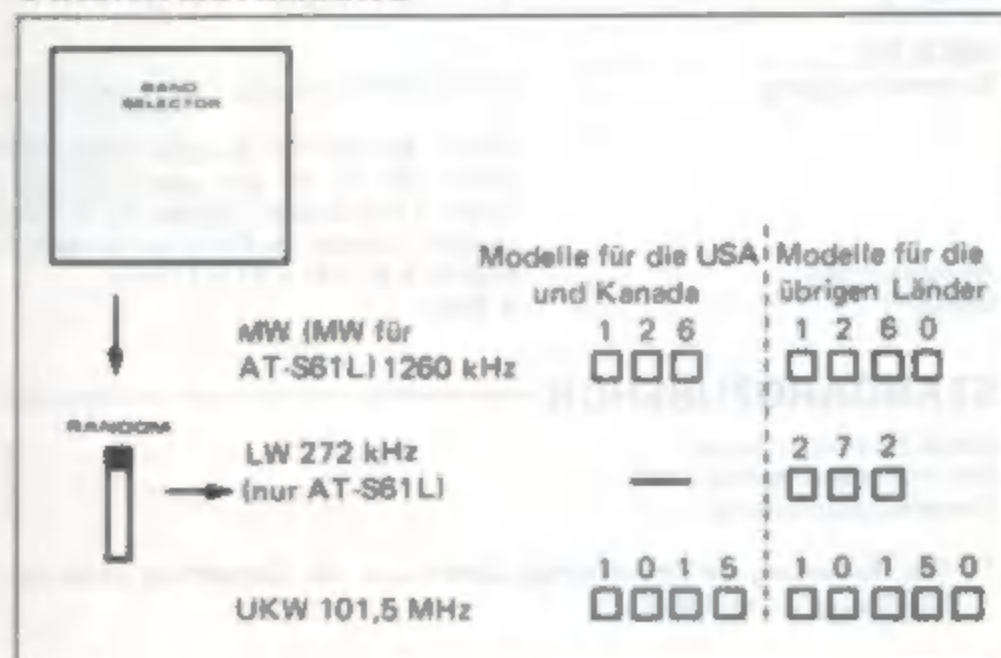 BAND
SELECTOR
Modelle für die USA
und Kanada
Modelle für die
übrigen Länder
MW (MW für
AT-S61L) 1260 kHz
1 2 6
1 2 6 0
RANDOM
LW 272 kHz
(nur AT-S61L)
—
2 7 2
UKW 101,5 MHz
1 0 1 5
1 0 1 5 0